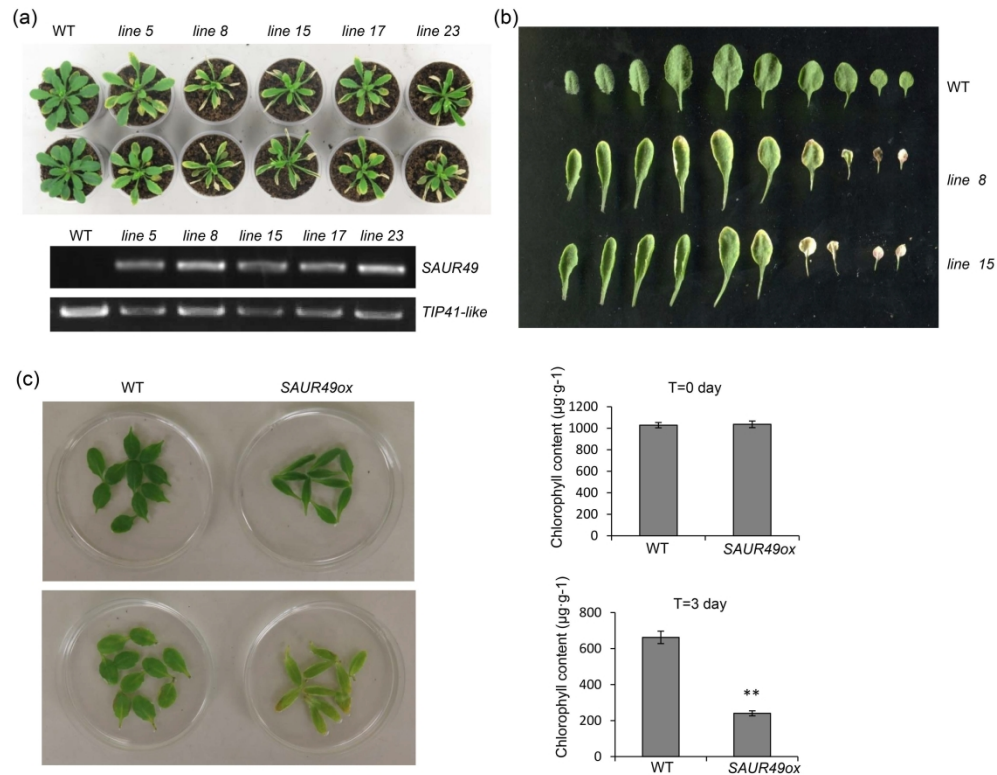 (a)
WT line 5 line 8 line 15 line 17 line 23
WT line 5 line 8 line 15 line 17 line 23
SAUR49
TIP41-like
(b)
WT
line 8
line 15
(c)
WT SAUR49ox
T=0 day
Chlorophyll content (µg·g-1)
1200
1000
800
600
400
200
0
WT SAUR49ox
T=3 day
Chlorophyll content (µg·g-1)
800
600
400
200
0
**
WT SAUR49ox